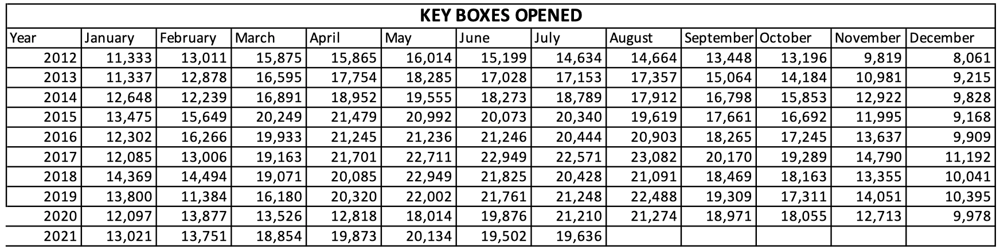 KEY BOXES OPENED
Year January February March April May June July August September October November December
2012 11,333 13,011 15,875 15,865 16,014 15,199 14,634 14,664 13,448 13,196 9,819 8,061
2013 11,337 12,878 16,595 17,754 18,285 17,028 17,153 17,357 15,064 14,184 10,981 9,215
2014 12,648 12,239 16,891 18,952 19,555 18,273 18,789 17,912 16,798 15,853 12,922 9,828
2015 13,475 15,649 20,249 21,479 20,992 20,073 20,340 19,619 17,661 16,692 11,995 9,168
2016 12,302 16,266 19,933 21,245 21,236 21,246 20,444 20,903 18,265 17,245 13,637 9,909
2017 12,085 13,006 19,163 21,701 22,711 22,949 22,571 23,082 20,170 19,289 14,790 11,192
2018 14,369 14,494 19,071 20,085 22,949 21,825 20,428 21,091 18,469 18,163 13,355 10,041
2019 13,800 11,384 16,180 20,320 22,002 21,761 21,248 22,488 19,309 17,311 14,051 10,395
2020 12,097 13,877 13,526 12,818 18,014 19,876 21,210 21,274 18,971 18,055 12,713 9,978
2021 13,021 13,751 18,854 19,873 20,134 19,502 19,636